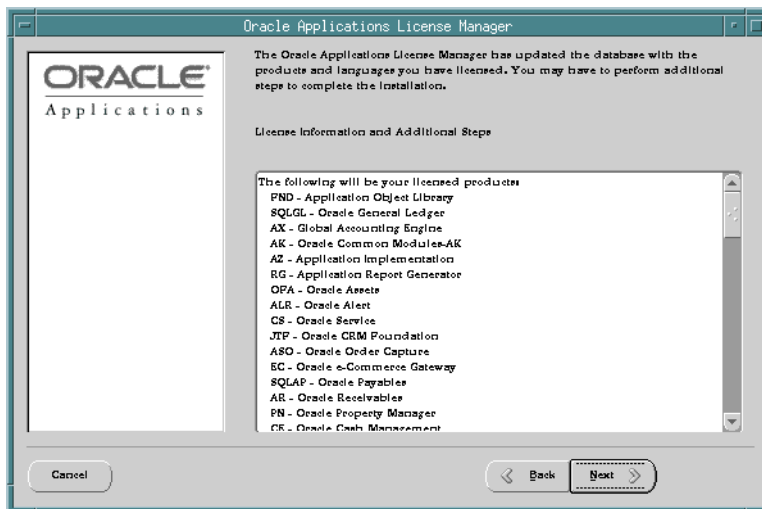 Oracle Applications License Manager
ORACLE®
Applications
The Oracle Applications License Manager has updated the database with the
products and languages you have licensed. You may have to perform additional
steps to complete the installation.
License Information and Additional Steps
The following will be your licensed products:
FND - Application Object Library
SQLGL - Oracle General Ledger
AX - Global Accounting Engine
AK - Oracle Common Modules-AK
AZ - Application Implementation
RG - Application Report Generator
OFA - Oracle Assets
ALR - Oracle Alert
CS - Oracle Service
JTF - Oracle CRM Foundation
ASO - Oracle Order Capture
EC - Oracle e-Commerce Gateway
SQLAP - Oracle Payables
AR - Oracle Receivables
PN - Oracle Property Manager
CE - Oracle Cash Management
Cancel
Back
Next